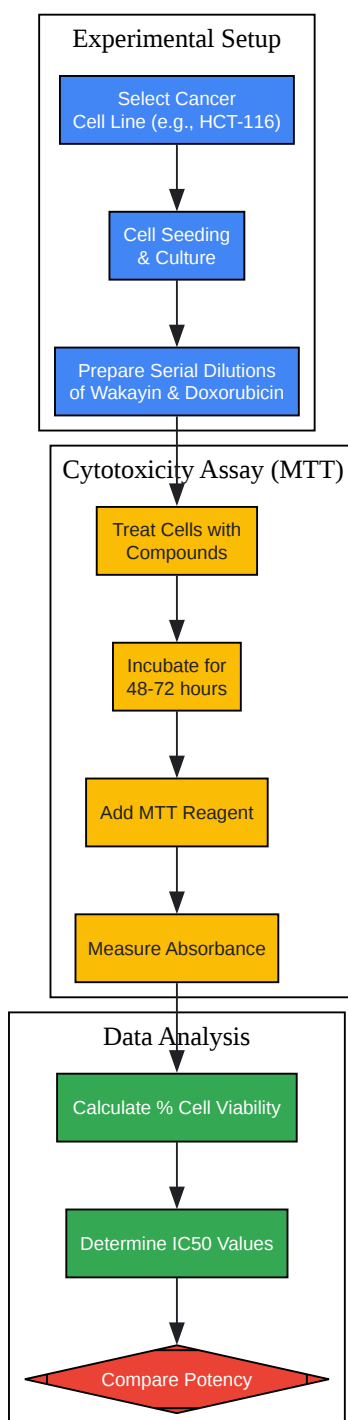 Experimental Setup
Select Cancer
Cell Line (e.g., HCT-116)
Cell Seeding
& Culture
Prepare Serial Dilutions
of Wakayin & Doxorubicin
Cytotoxicity Assay (MTT)
Treat Cells with
Compounds
Incubate for
48-72 hours
Add MTT Reagent
Measure Absorbance
Data Analysis
Calculate % Cell Viability
Determine IC50 Values
Compare Potency